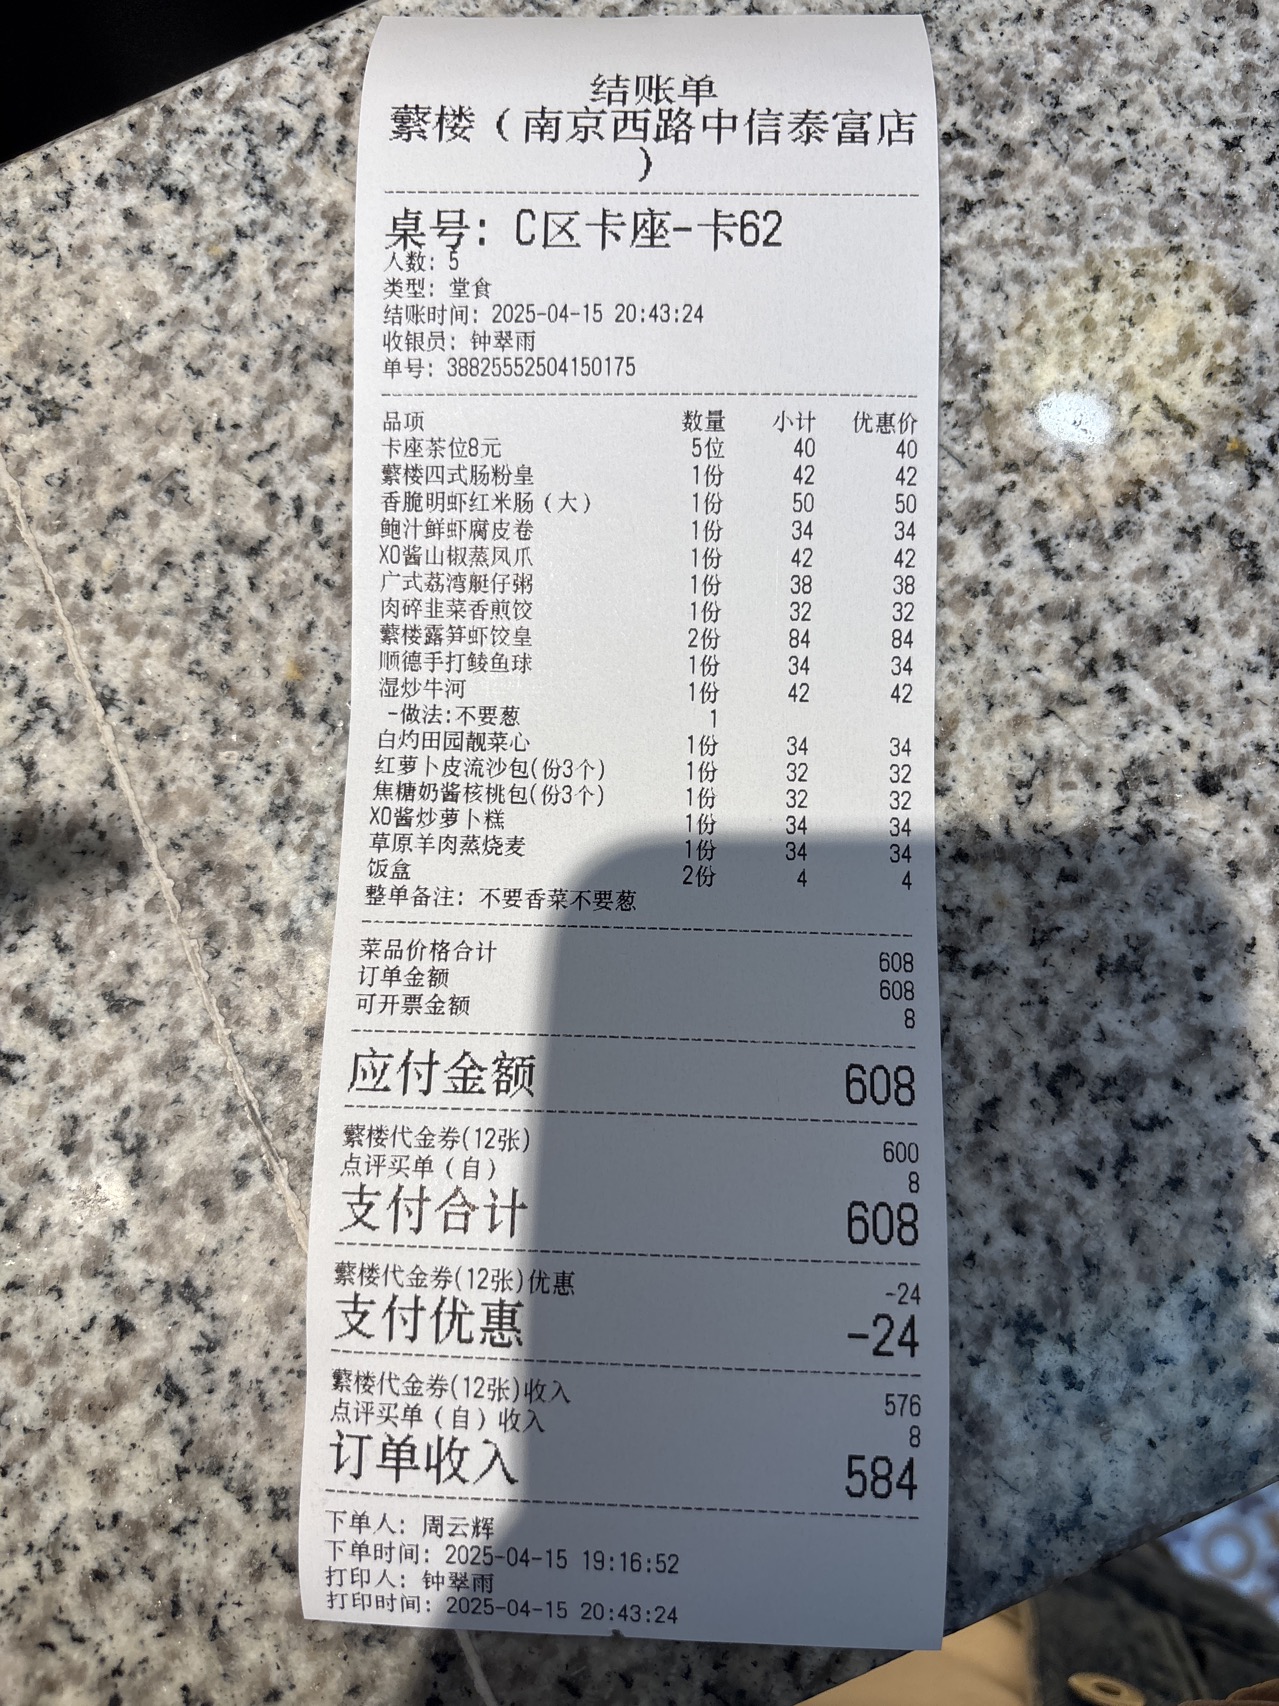 结账单
蘩楼（南京西路中信泰富店
）
桌号: C区卡座-卡62
人数: 5
类型: 堂食
结账时间: 2025-04-15 20:43:24
收银员: 钟翠雨
单号: 38825552504150175
品项 数量 小计 优惠价
卡座茶位8元 5位 40 40
蘩楼四式肠粉皇 1份 42 42
香脆明虾红米肠（大） 1份 50 50
鲍汁鲜虾腐皮卷 1份 34 34
XO酱山椒蒸凤爪 1份 42 42
广式荔湾艇仔粥 1份 38 38
肉碎韭菜香煎饺 1份 32 32
蘩楼露笋虾饺皇 2份 84 84
顺德手打鲮鱼球 1份 34 34
湿炒牛河 1份 42 42
-做法:不要葱 1
白灼田园靓菜心 1份 34 34
红萝卜皮流沙包(份3个) 1份 32 32
焦糖奶酱核桃包(份3个) 1份 32 32
XO酱炒萝卜糕 1份 34 34
草原羊肉蒸烧麦 1份 34 34
饭盒 2份 4 4
整单备注: 不要香菜不要葱
菜品价格合计 608
订单金额 608
可开票金额 8
应付金额 608
蘩楼代金券(12张) 600
点评买单（自） 8
支付合计 608
蘩楼代金券(12张)优惠 -24
支付优惠 -24
蘩楼代金券(12张)收入 576
点评买单（自）收入 8
订单收入 584
下单人: 周云辉
下单时间: 2025-04-15 19:16:52
打印人: 钟翠雨
打印时间: 2025-04-15 20:43:24